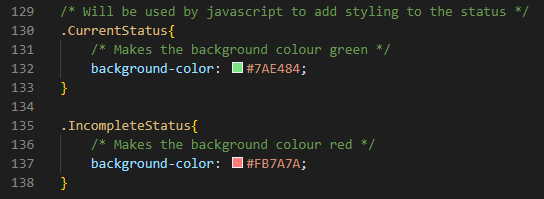 129 /* Will be used by javascript to add styling to the status */
130 .CurrentStatus{
131 /* Makes the background colour green */
132 background-color: #7AE484;
133 }
134
135 .IncompleteStatus{
136 /* Makes the background colour red */
137 background-color: #FB7A7A;
138 }